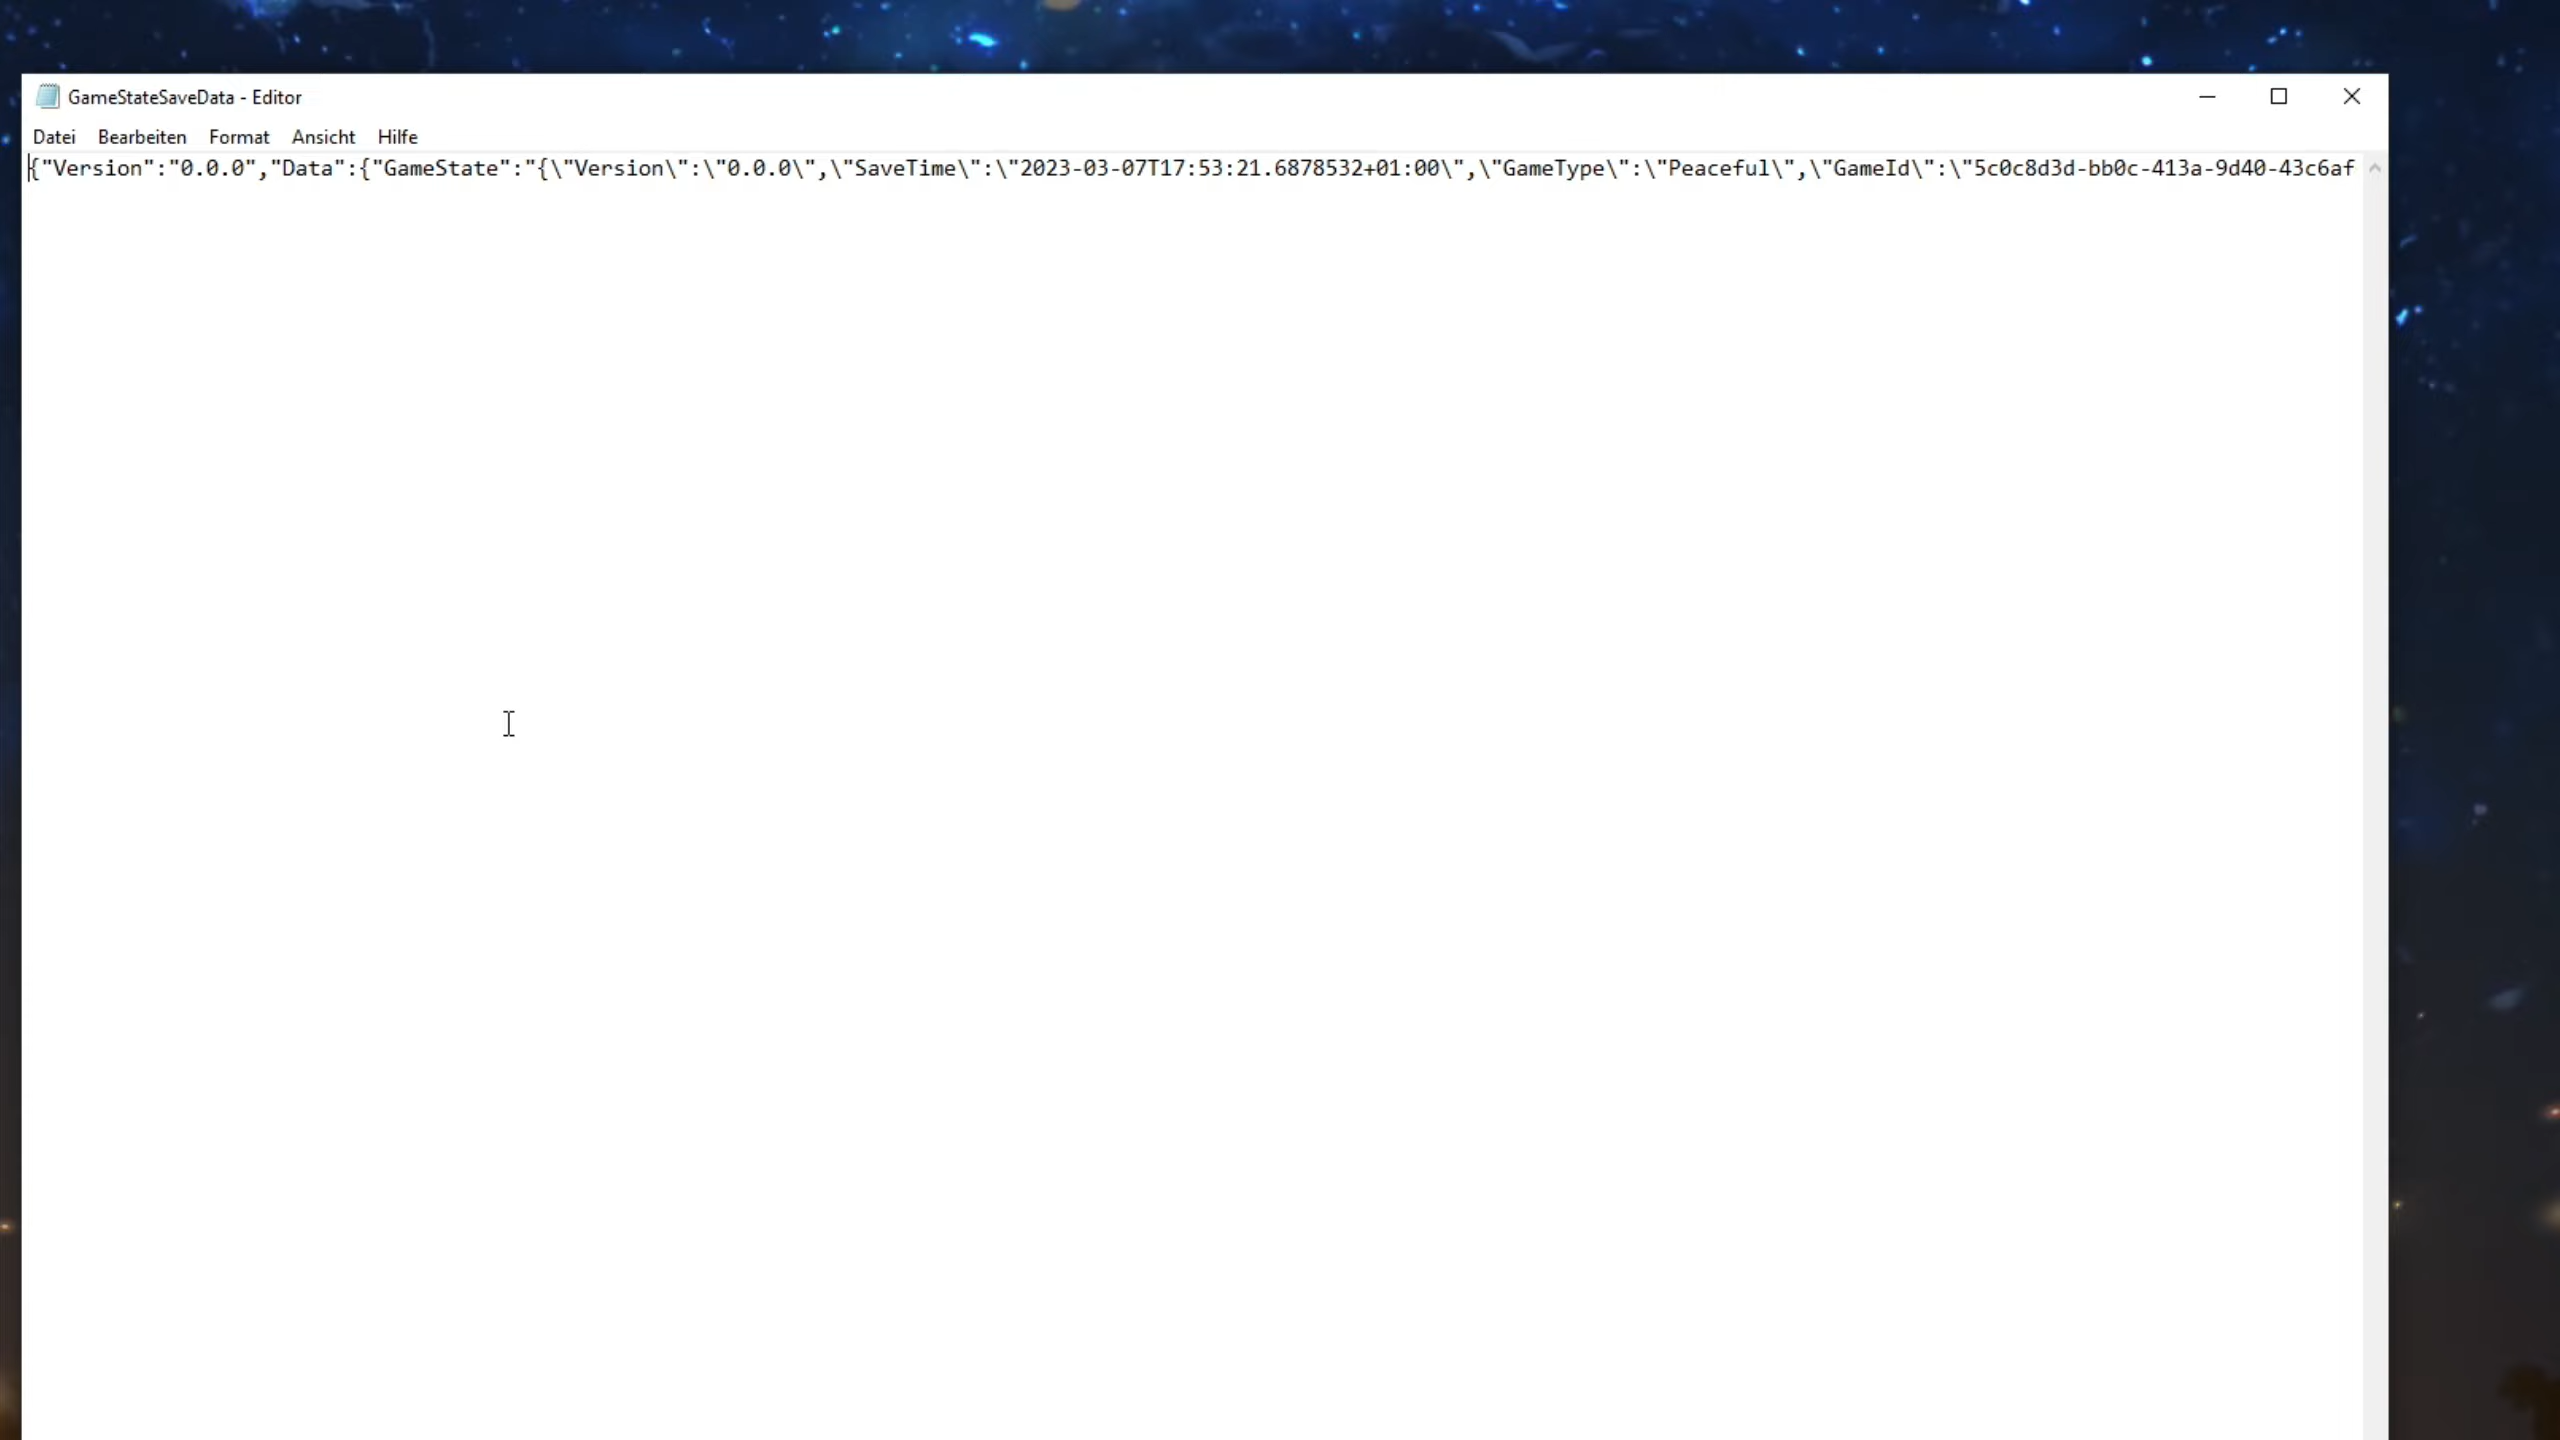 GameStateSaveData - Editor
Datei Bearbeiten Format Ansicht Hilfe
{"Version":"0.0.0","Data":{"GameState":"{\"Version\":\"0.0.0\",\"SaveTime\":\"2023-03-07T17:53:21.6878532+01:00\",\"GameType\":\"Peaceful\",\"GameId\":\"5c0c8d3d-bb0c-413a-9d40-43c6af